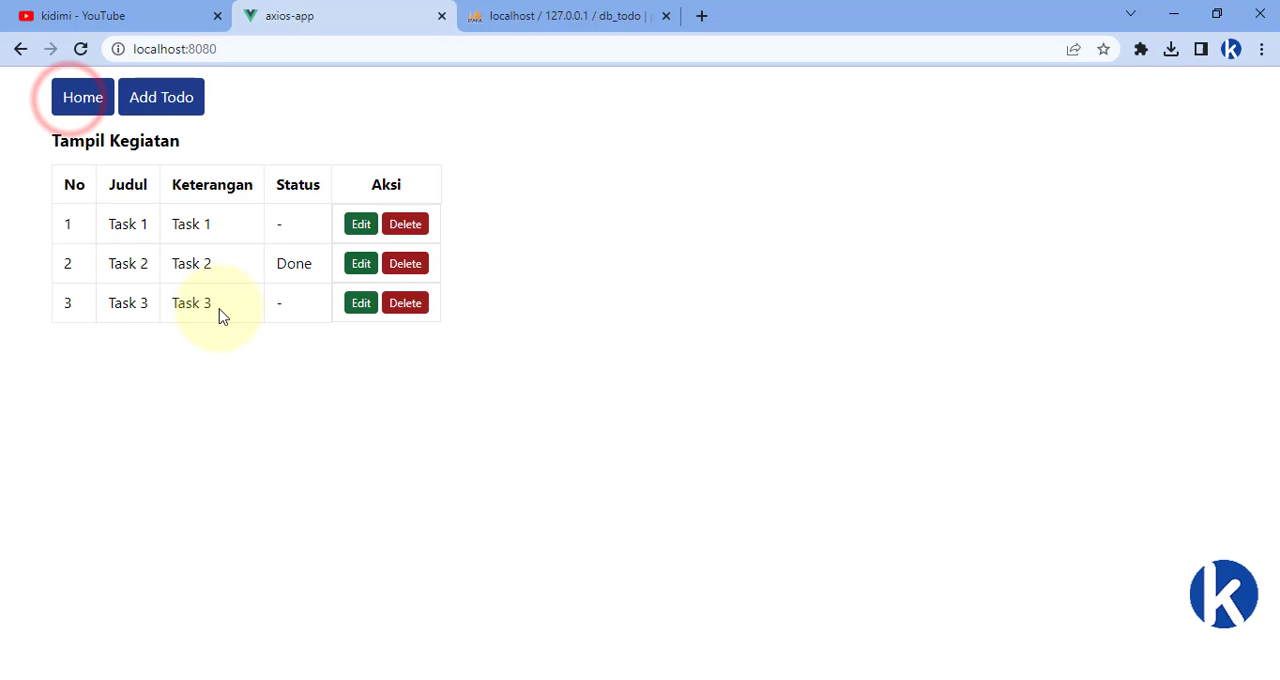 kidimi - YouTube
axios-app
localhost / 127.0.0.1 / db_todo |
localhost:8080
Home
Add Todo
Tampil Kegiatan
No Judul Keterangan Status Aksi
1 Task 1 Task 1 - Edit Delete
2 Task 2 Task 2 Done Edit Delete
3 Task 3 Task 3 - Edit Delete
k